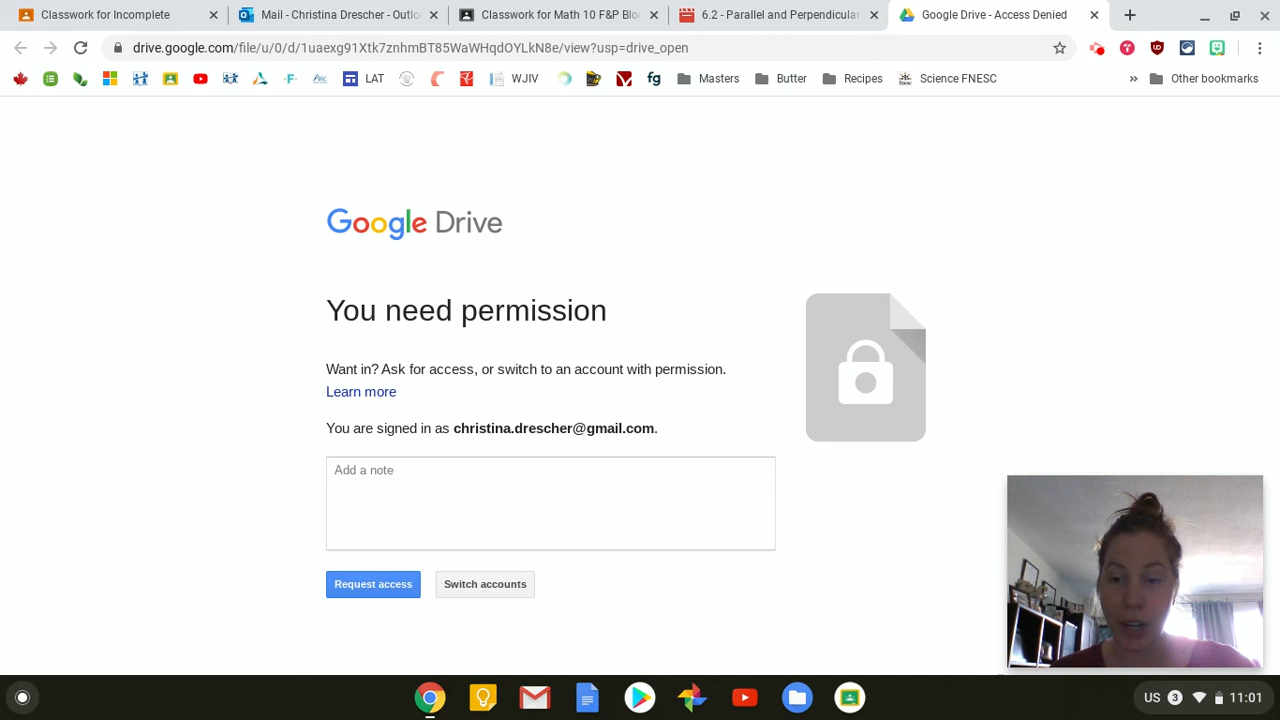 Classwork for Incomplete
Mail - Christina Drescher - Outlo
Classwork for Math 10 F&P Bloc
6.2 - Parallel and Perpendicular
Google Drive - Access Denied
drive.google.com/file/u/0/d/1uaexg91Xtk7znhmBT85WaWHqdOYLkN8e/view?usp=drive_open
LAT
WJIV
fg
Masters
Butter
Recipes
Science FNESC
»
Other bookmarks
Google Drive
You need permission
Want in? Ask for access, or switch to an account with permission.
Learn more
You are signed in as christina.drescher@gmail.com.
Add a note
Request access
Switch accounts
US 3 11:01